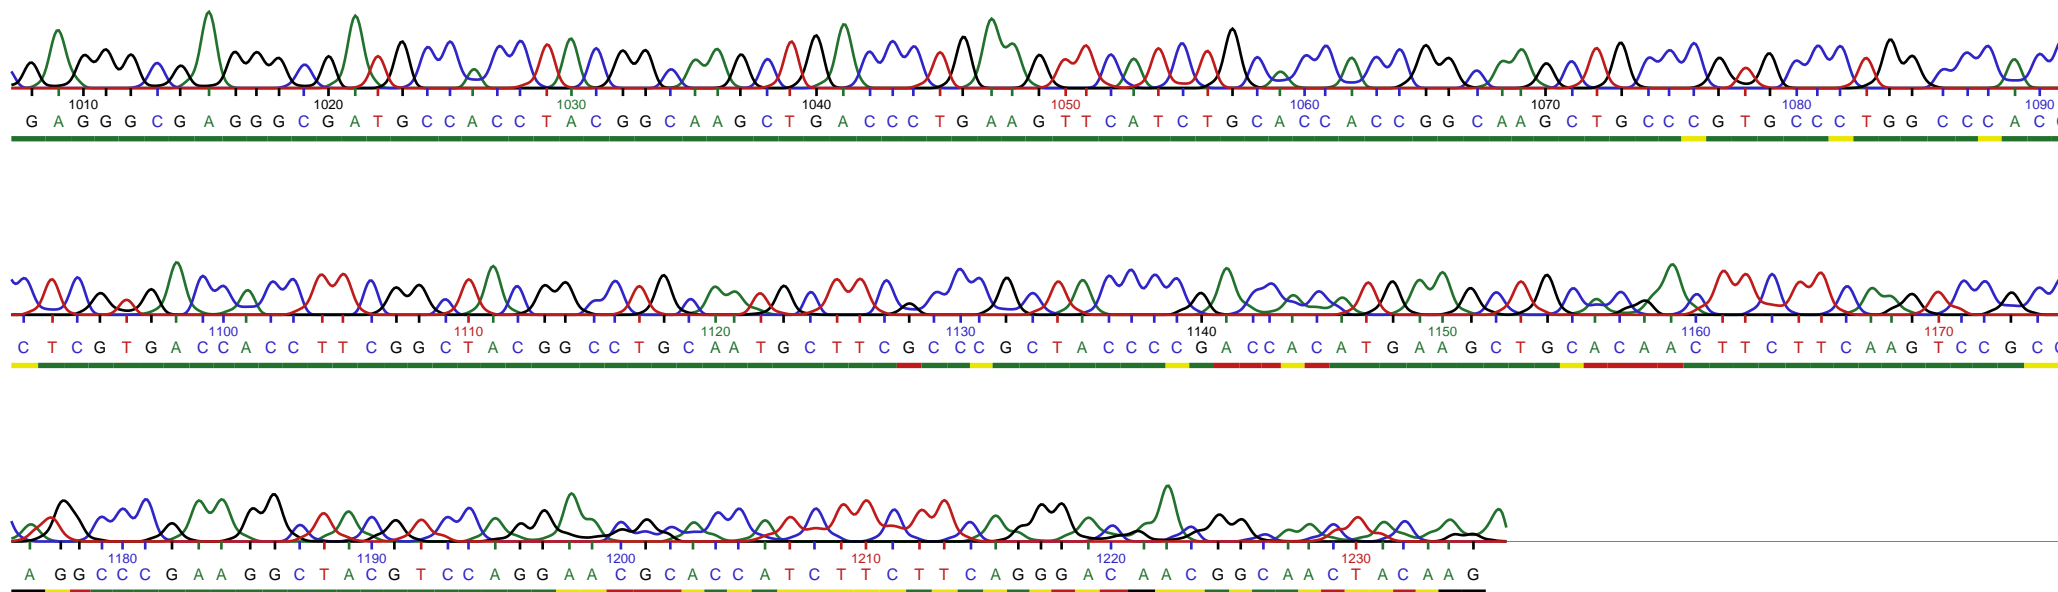 1010 1020 1030 1040 1050 1060 1070 1080 1090
G A G G G C G A G G G C G A T G C C A C C T A C G G C A A G C T G A C C C T G A A G T T C A T C T G C A C C A C C G G C A A G C T G C C C G T G C C C T G G C C C A C
1100 1110 1120 1130 1140 1150 1160 1170
C T C G T G A C C A C C T T C G G C T A C G G C C T G C A A T G C T T C G C C C G C T A C C C C G A C C A C A T G A A G C T G C A C A A C T T C T T C A A G T C C G C
1180 1190 1200 1210 1220 1230
A G G C C C G A A G G C T A C G T C C A G G A A C G C A C C A T C T T C T T C A G G G A C A A C G G C A A C T A C A A G